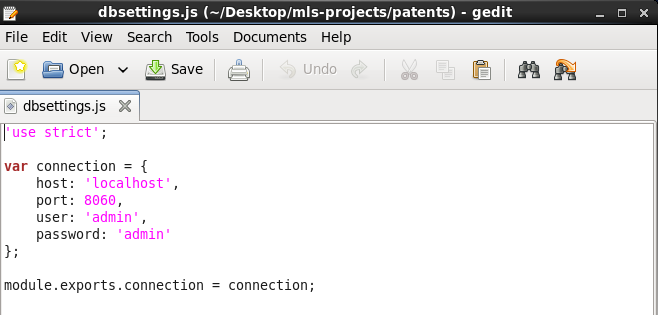 dbsettings.js (~/Desktop/mls-projects/patents) - gedit
File Edit View Search Tools Documents Help
Open Save Undo
dbsettings.js
'use strict';
var connection = {
    host: 'localhost',
    port: 8060,
    user: 'admin',
    password: 'admin'
};
module.exports.connection = connection;